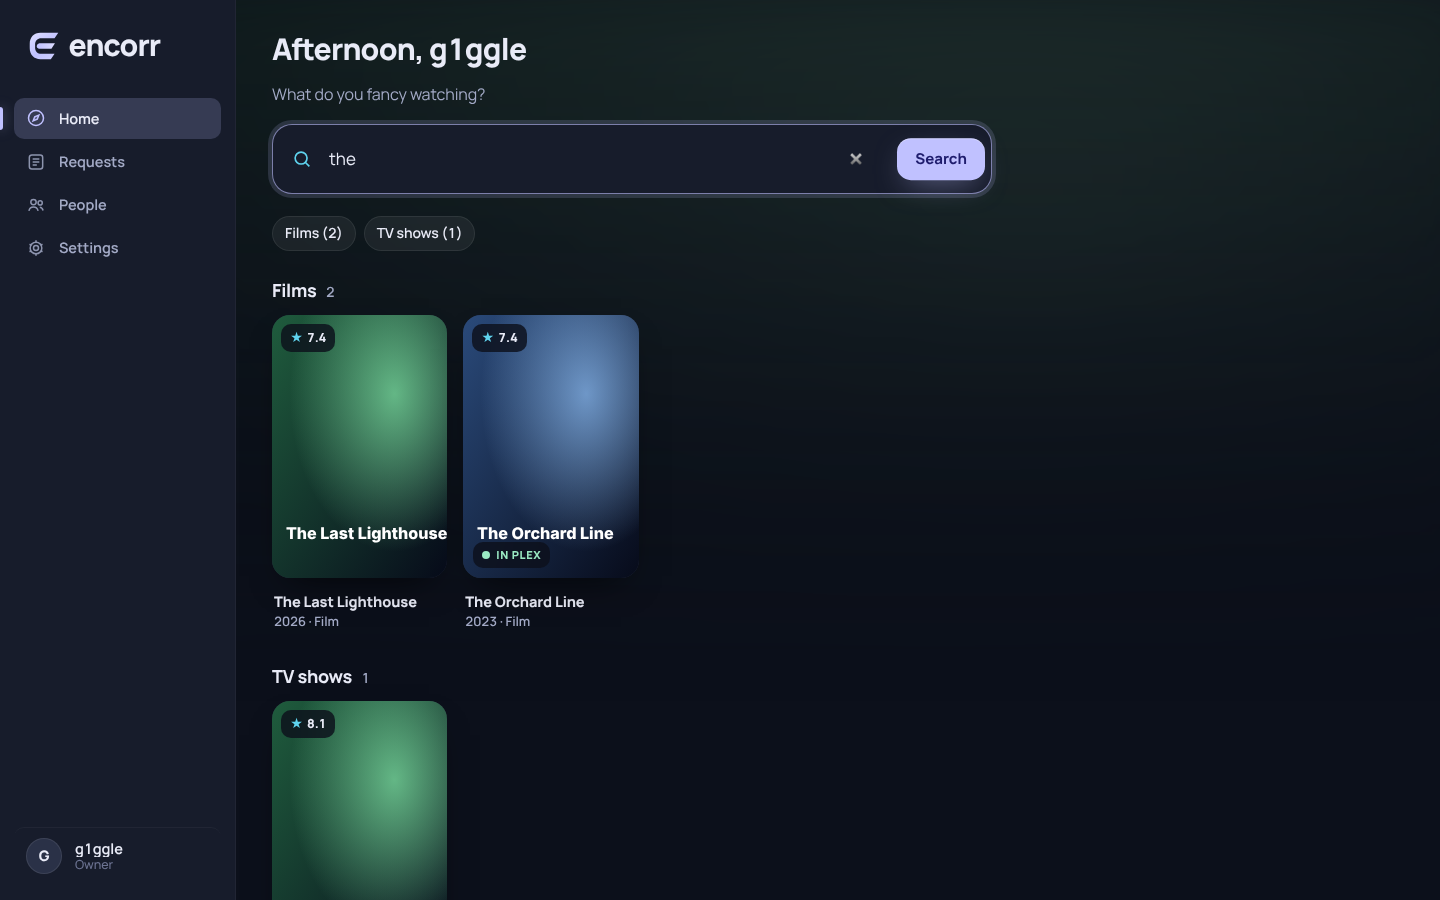 encorr
Home
Requests
People
Settings
g1ggle
Owner
Afternoon, g1ggle
What do you fancy watching?
the
Search
Films (2)
TV shows (1)
Films 2
★ 7.4
The Last Lighthouse
The Last Lighthouse
2026 · Film
★ 7.4
The Orchard Line
IN PLEX
The Orchard Line
2023 · Film
TV shows 1
★ 8.1
G